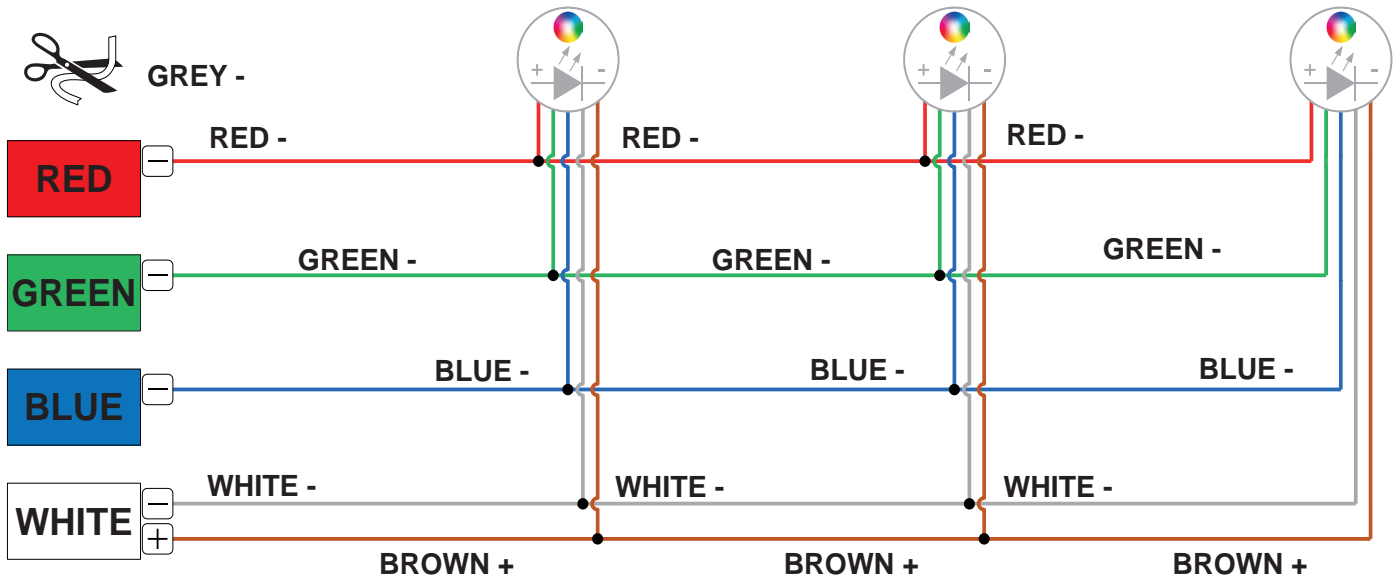 GREY -
RED - RED - RED -
RED
GREEN - GREEN - GREEN -
GREEN
BLUE - BLUE - BLUE -
BLUE
WHITE - WHITE - WHITE -
WHITE
BROWN + BROWN + BROWN +